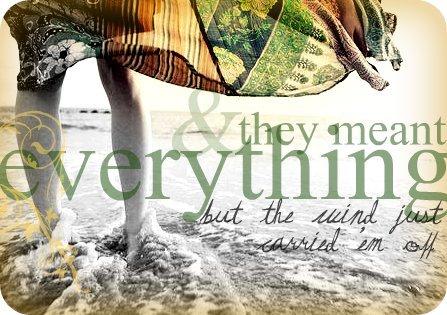 & they meant
everything
but the wind just
carried 'em off